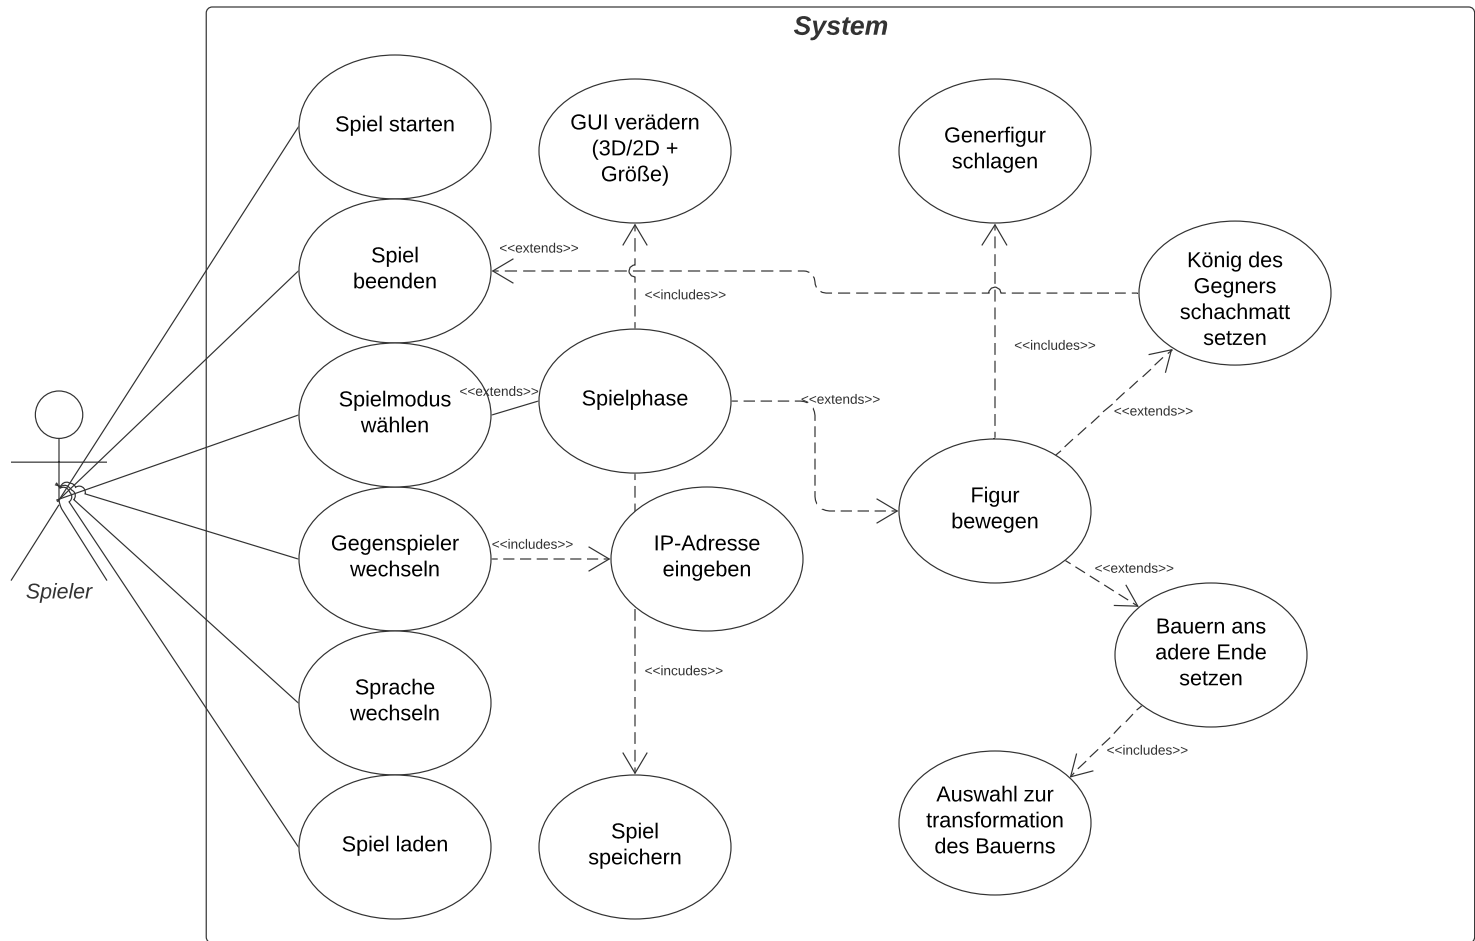 System
Spiel starten
GUI verädern
(3D/2D +
Größe)
Generfigur
schlagen
Spiel
beenden
<<extends>>
<<includes>>
König des
Gegners
schachmatt
setzen
<<includes>>
Spielmodus
wählen
<<extends>>
Spielphase
<<extends>>
<<extends>>
Figur
bewegen
Gegenspieler
wechseln
<<includes>>
IP-Adresse
eingeben
<<extends>>
Spieler
Bauern ans
adere Ende
setzen
Sprache
wechseln
<<incudes>>
<<includes>>
Spiel laden
Spiel
speichern
Auswahl zur
transformation
des Bauerns